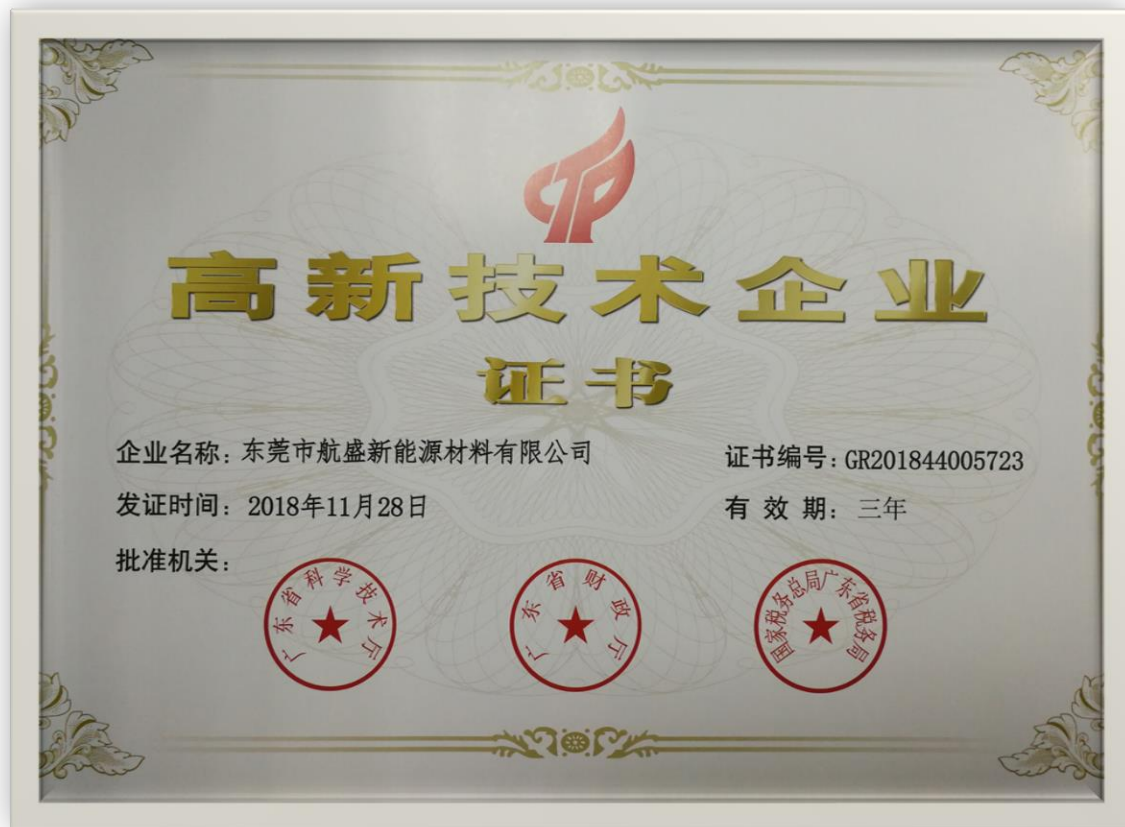 CTP
高新技术企业
证书
企业名称：东莞市航盛新能源材料有限公司
证书编号：GR201844005723
发证时间：2018年11月28日
有效期：三年
批准机关：
广东省科学技术厅
广东省财政厅
国家税务总局广东省税务局